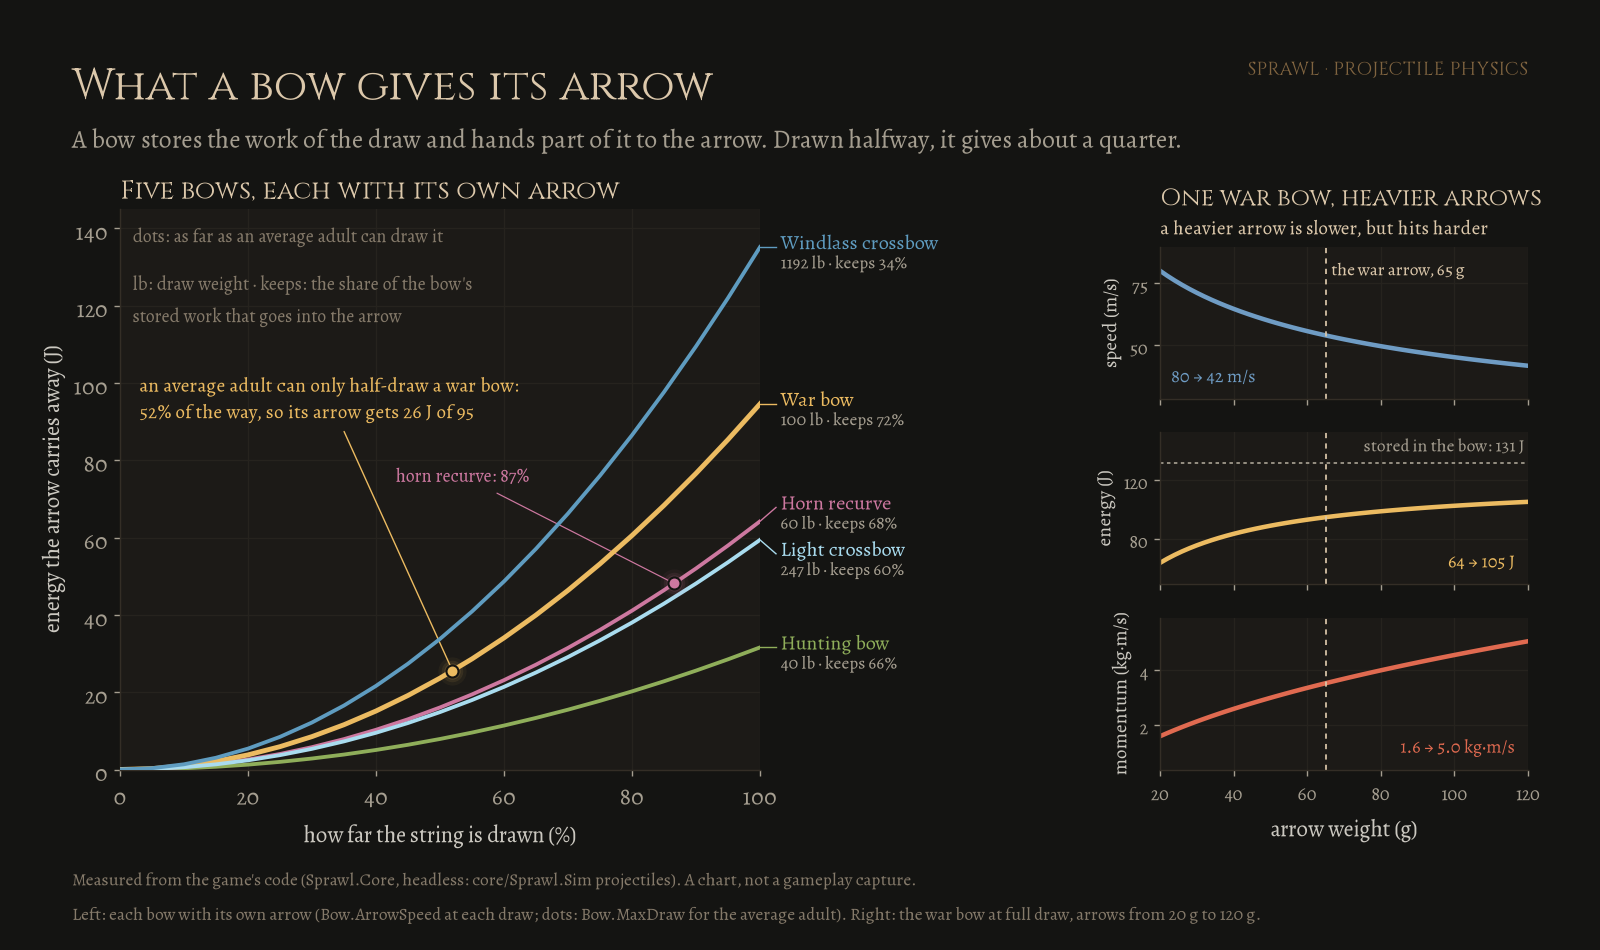 WHAT A BOW GIVES ITS ARROW
SPRAWL · PROJECTILE PHYSICS
A bow stores the work of the draw and hands part of it to the arrow. Drawn halfway, it gives about a quarter.
FIVE BOWS, EACH WITH ITS OWN ARROW
dots: as far as an average adult can draw it
lb: draw weight · keeps: the share of the bow's
stored work that goes into the arrow
an average adult can only half-draw a war bow:
52% of the way, so its arrow gets 26 J of 95
horn recurve: 87%
Windlass crossbow
1192 lb · keeps 34%
War bow
100 lb · keeps 72%
Horn recurve
60 lb · keeps 68%
Light crossbow
247 lb · keeps 60%
Hunting bow
40 lb · keeps 66%
energy the arrow carries away (J)
140
120
100
80
60
40
20
0
0 20 40 60 80 100
how far the string is drawn (%)
ONE WAR BOW, HEAVIER ARROWS
a heavier arrow is slower, but hits harder
speed (m/s)
75
50
the war arrow, 65 g
80 → 42 m/s
energy (J)
120
80
stored in the bow: 131 J
64 → 105 J
momentum (kg·m/s)
4
2
1.6 → 5.0 kg·m/s
20 40 60 80 100 120
arrow weight (g)
Measured from the game's code (Sprawl.Core, headless: core/Sprawl.Sim projectiles). A chart, not a gameplay capture.
Left: each bow with its own arrow (Bow.ArrowSpeed at each draw; dots: Bow.MaxDraw for the average adult). Right: the war bow at full draw, arrows from 20 g to 120 g.